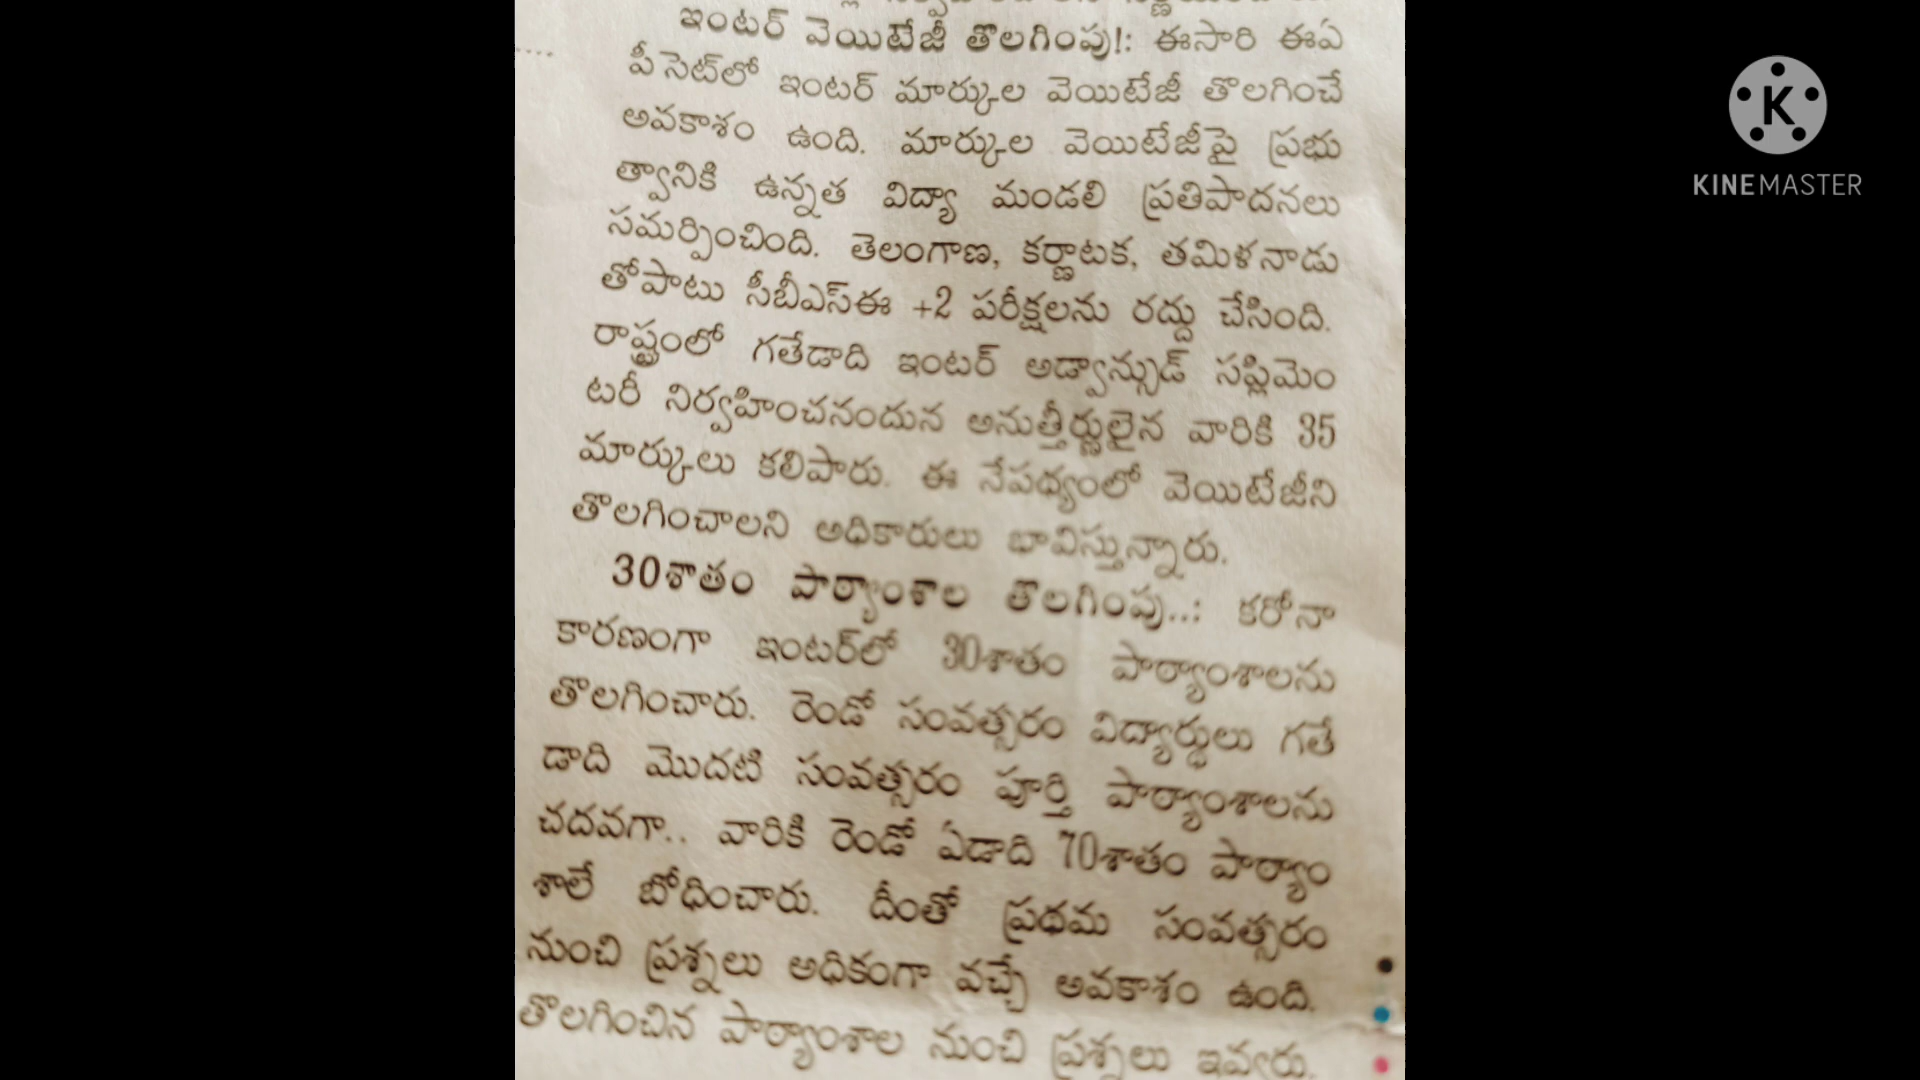 ఇంటర్ వెయిటేజీ తొలగింపు!: ఈసారి ఈఏ
పీసెట్‌లో ఇంటర్ మార్కుల వెయిటేజీ తొలగించే
అవకాశం ఉంది. మార్కుల వెయిటేజీపై ప్రభు
త్వానికి ఉన్నత విద్యా మండలి ప్రతిపాదనలు
సమర్పించింది. తెలంగాణ, కర్ణాటక, తమిళనాడు
తోపాటు సీబీఎస్ఈ +2 పరీక్షలను రద్దు చేసింది.
రాష్ట్రంలో గతేడాది ఇంటర్ అడ్వాన్సుడ్ సప్లిమెం
టరీ నిర్వహించనందున అనుత్తీర్ణులైన వారికి 35
మార్కులు కలిపారు. ఈ నేపథ్యంలో వెయిటేజీని
తొలగించాలని అధికారులు భావిస్తున్నారు.
30శాతం పాఠ్యాంశాల తొలగింపు..: కరోనా
కారణంగా ఇంటర్‌లో 30శాతం పాఠ్యాంశాలను
తొలగించారు. రెండో సంవత్సరం విద్యార్థులు గతే
డాది మొదటి సంవత్సరం పూర్తి పాఠ్యాంశాలను
చదవగా.. వారికి రెండో ఏడాది 70శాతం పాఠ్యాం
శాలే బోధించారు. దీంతో ప్రథమ సంవత్సరం
నుంచి ప్రశ్నలు అధికంగా వచ్చే అవకాశం ఉంది.
తొలగించిన పాఠ్యాంశాల నుంచి ప్రశ్నలు ఇవ్వరు.
K
KINEMASTER